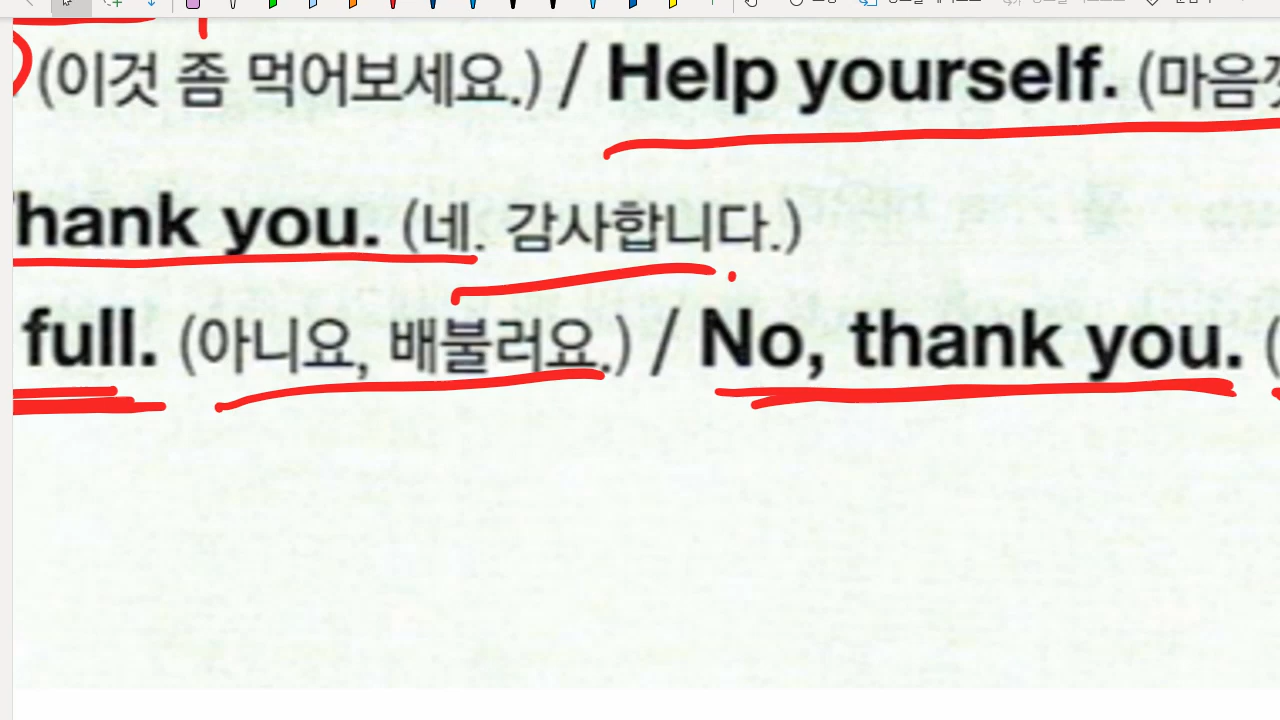 (이것 좀 먹어보세요.) / Help yourself. (마음
hank you. (네. 감사합니다.)
full. (아니요, 배불러요.) / No, thank you. (